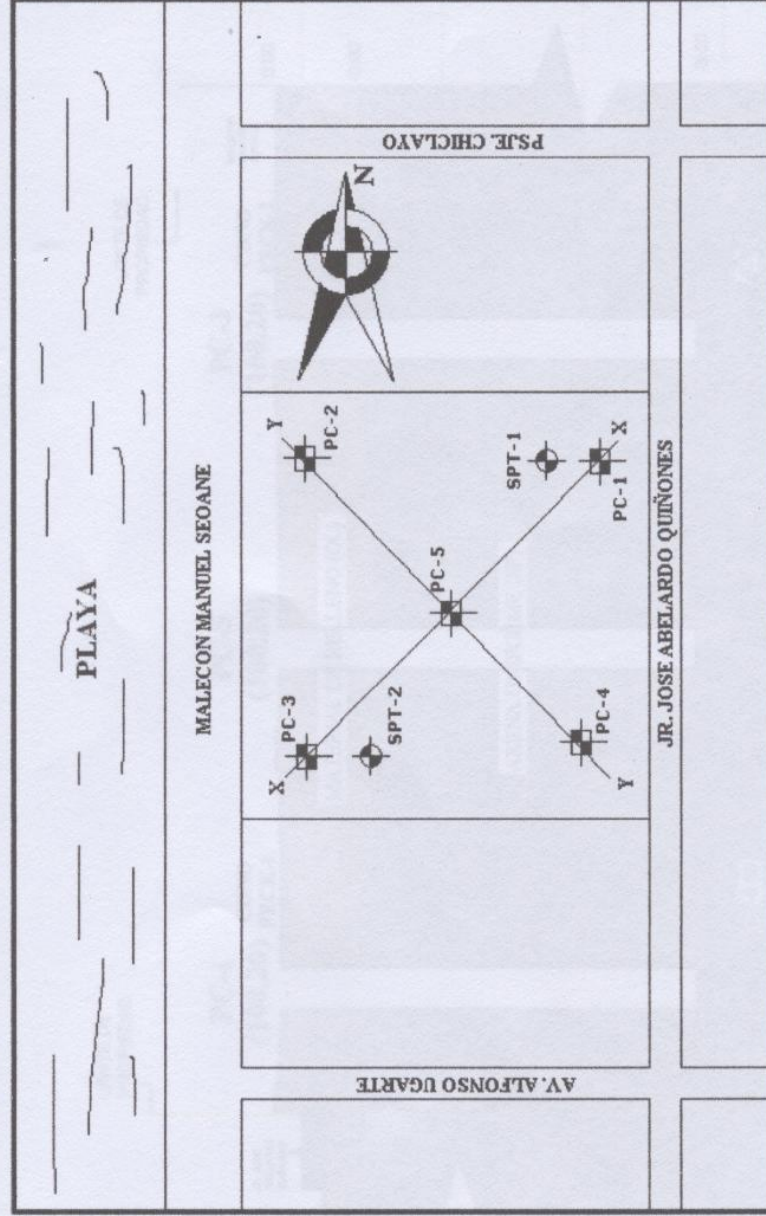 PLAYA
MALECON MANUEL SEOANE
PSJE. CHICLAYO
N
X
PC-3
Y
PC-2
SPT-2
PC-5
SPT-1
PC-4
Y
PC-1
X
JR. JOSE ABELARDO QUIÑONES
AV. ALFONSO UGARTE